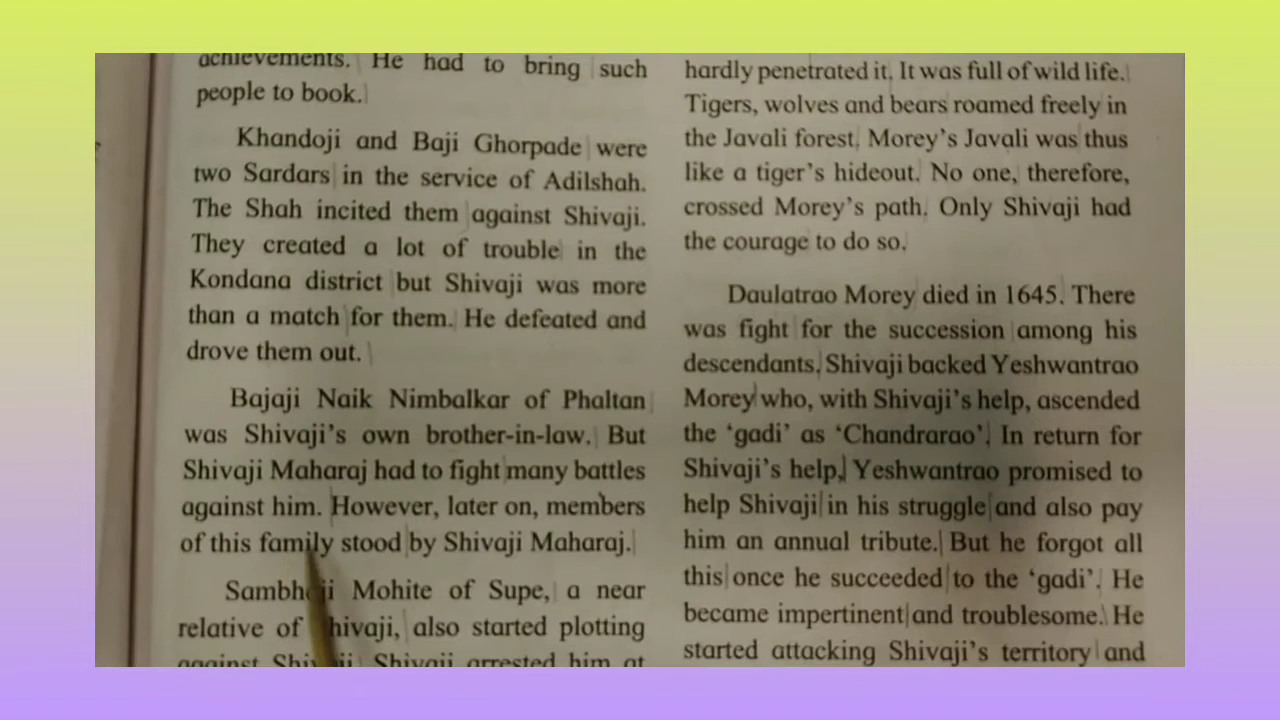 achievements. He had to bring such
people to book.
Khandoji and Baji Ghorpade were
two Sardars in the service of Adilshah.
The Shah incited them against Shivaji.
They created a lot of trouble in the
Kondana district but Shivaji was more
than a match for them. He defeated and
drove them out.
Bajaji Naik Nimbalkar of Phaltan
was Shivaji's own brother-in-law. But
Shivaji Maharaj had to fight many battles
against him. However, later on, members
of this family stood by Shivaji Maharaj.
Sambhaji Mohite of Supe, a near
relative of Shivaji, also started plotting
against Shivaji. Shivaji arrested him at
hardly penetrated it. It was full of wild life.
Tigers, wolves and bears roamed freely in
the Javali forest. Morey's Javali was thus
like a tiger's hideout. No one, therefore,
crossed Morey's path. Only Shivaji had
the courage to do so.
Daulatrao Morey died in 1645. There
was fight for the succession among his
descendants. Shivaji backed Yeshwantrao
Morey who, with Shivaji's help, ascended
the 'gadi' as 'Chandrarao'. In return for
Shivaji's help, Yeshwantrao promised to
help Shivaji in his struggle and also pay
him an annual tribute. But he forgot all
this once he succeeded to the 'gadi'. He
became impertinent and troublesome. He
started attacking Shivaji's territory and